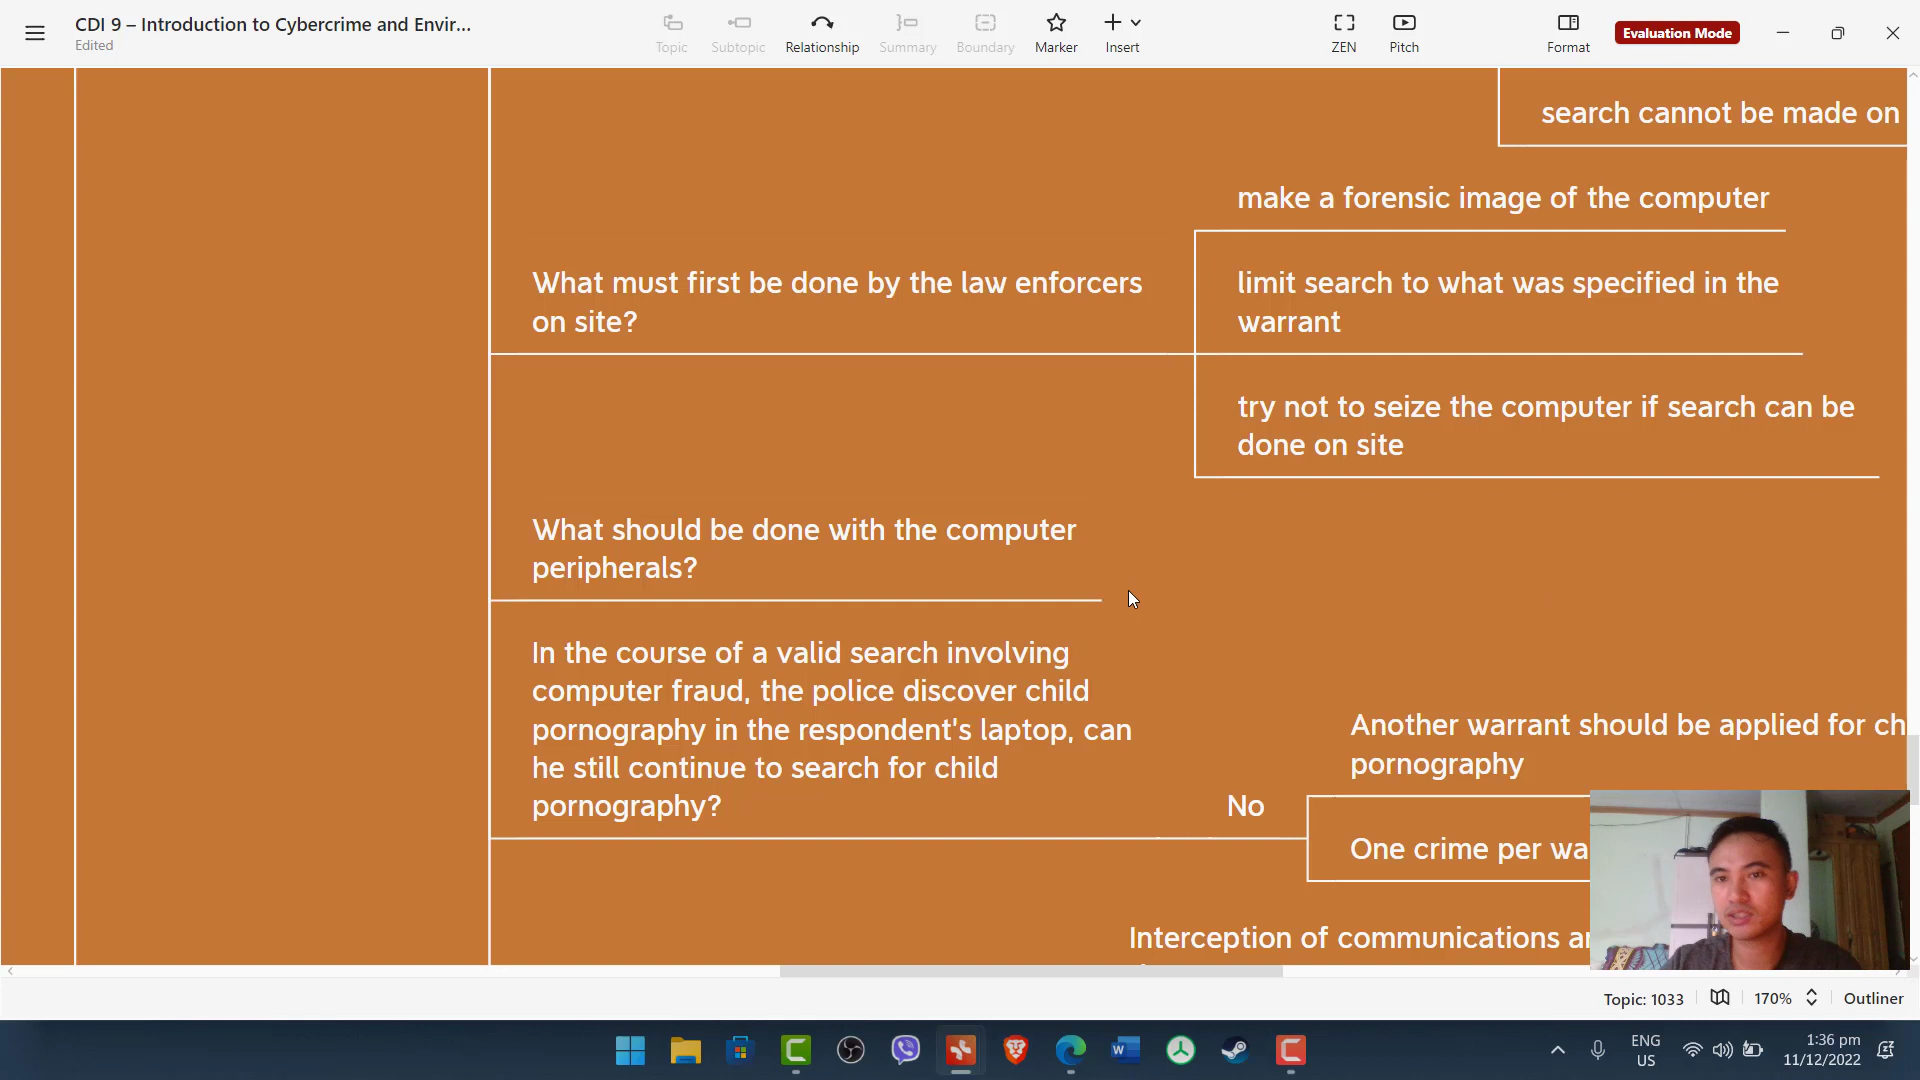 CDI 9 – Introduction to Cybercrime and Envir...
Edited
Topic
Subtopic
Relationship
Summary
Boundary
Marker
Insert
ZEN
Pitch
Format
Evaluation Mode
search cannot be made on
make a forensic image of the computer
What must first be done by the law enforcers
on site?
limit search to what was specified in the
warrant
try not to seize the computer if search can be
done on site
What should be done with the computer
peripherals?
In the course of a valid search involving
computer fraud, the police discover child
pornography in the respondent's laptop, can
he still continue to search for child
pornography?
No
Another warrant should be applied for ch
pornography
One crime per wa
Interception of communications
Topic: 1033
170%
Outliner
ENG
US
1:36 pm
11/12/2022